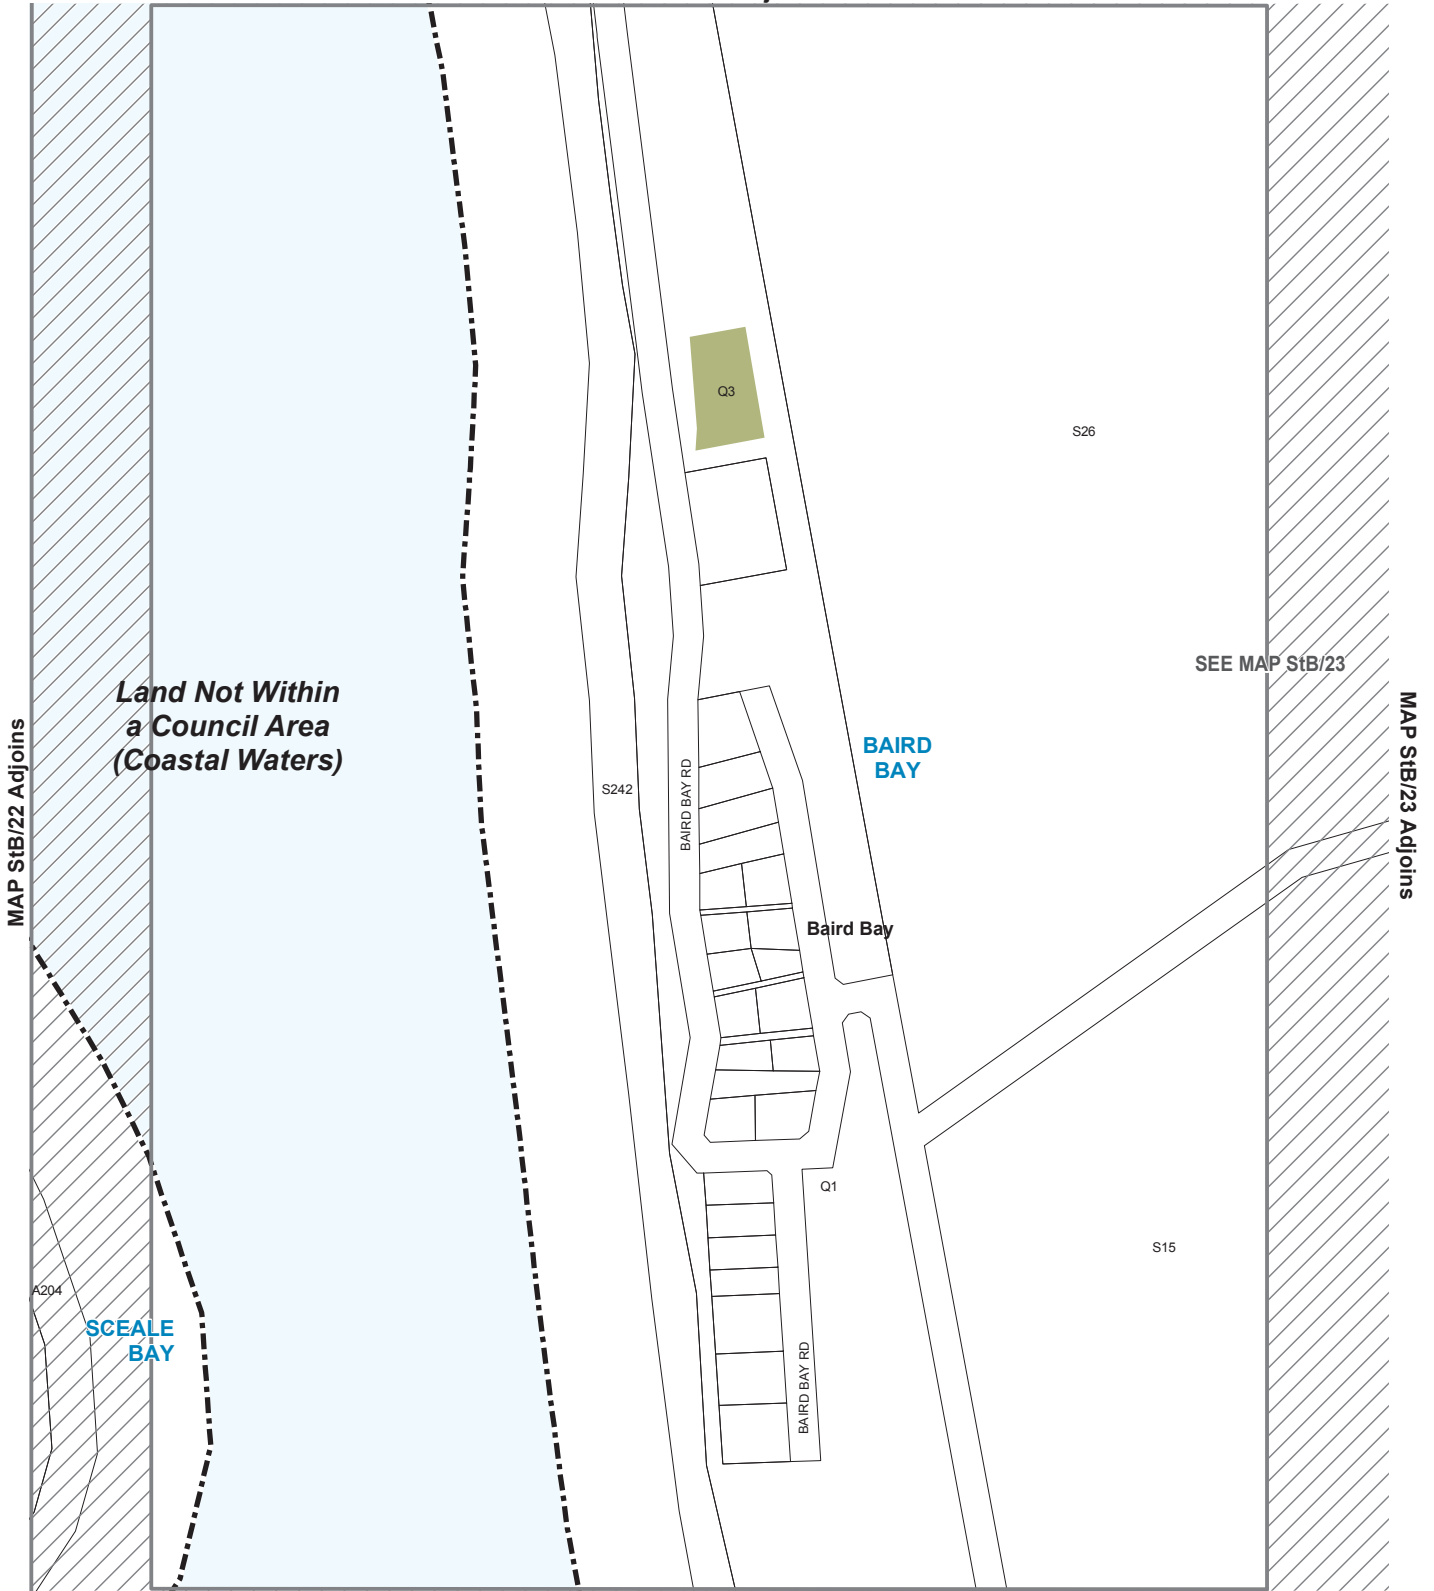 Q3
S26
SEE MAP StB/23
Land Not Within
a Council Area
(Coastal Waters)
MAP StB/22 Adjoins
MAP StB/23 Adjoins
BAIRD
BAY
S242
BAIRD BAY RD
Baird Bay
Q1
S15
A204
SCEALE
BAY
BAIRD BAY RD